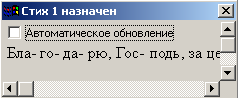 Стих 1 назначен
Автоматическое обновление
Бла- го- да- рю, Гос- подь, за це